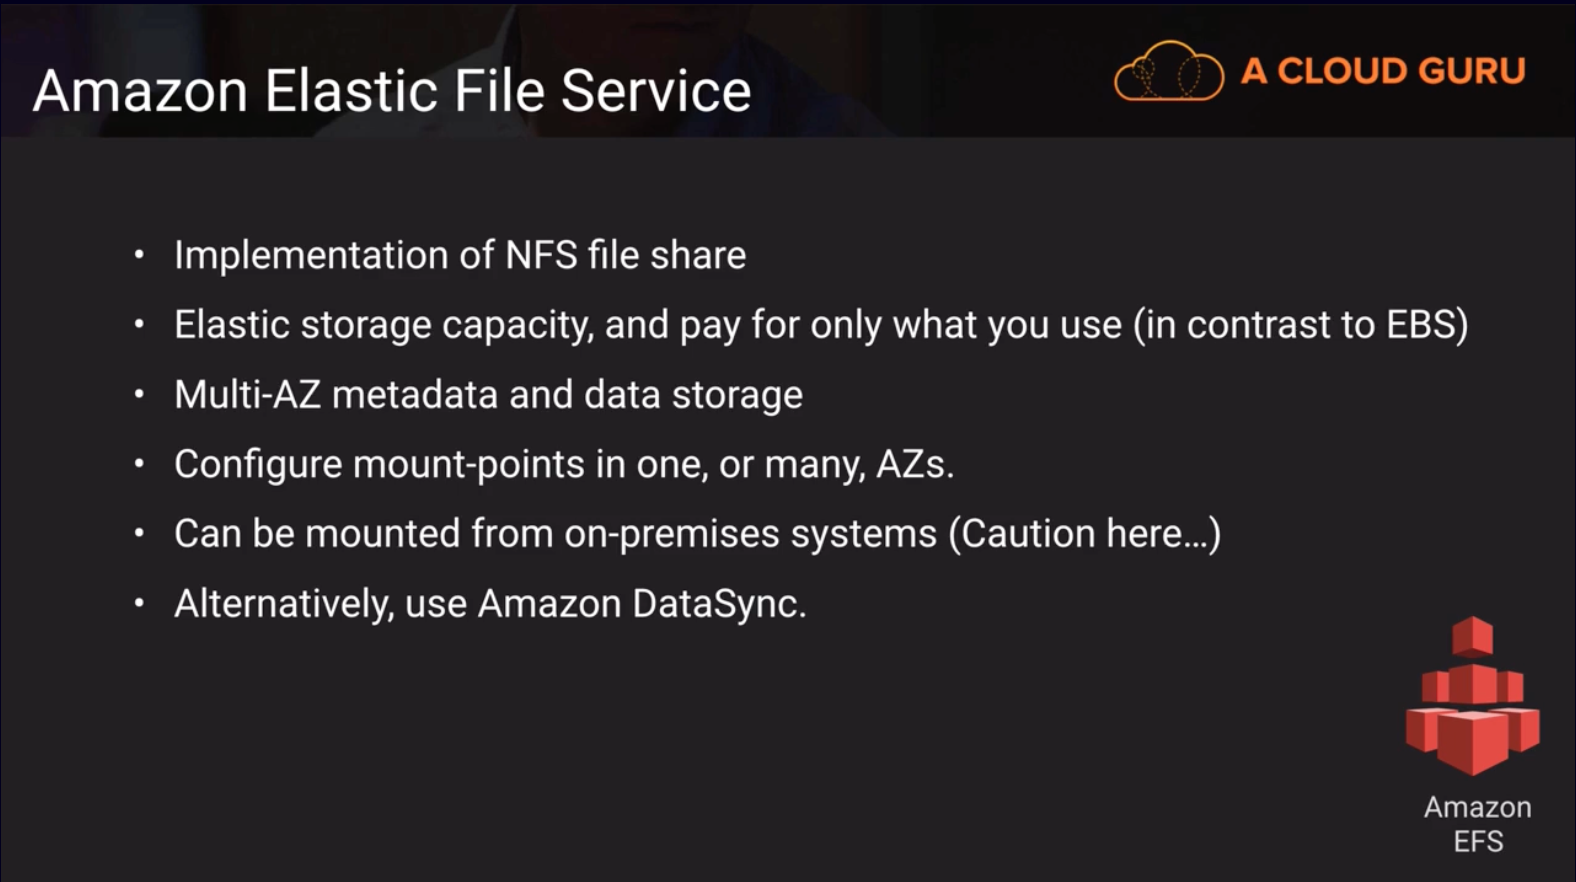 Amazon Elastic File Service
A CLOUD GURU
• Implementation of NFS file share
• Elastic storage capacity, and pay for only what you use (in contrast to EBS)
• Multi-AZ metadata and data storage
• Configure mount-points in one, or many, AZs.
• Can be mounted from on-premises systems (Caution here…)
• Alternatively, use Amazon DataSync.
Amazon
EFS